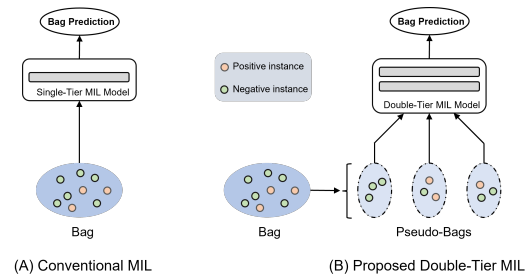 Bag Prediction
Single-Tier MIL Model
Bag
(A) Conventional MIL
Positive instance
Negative instance
Bag Prediction
Double-Tier MIL Model
Bag
Pseudo-Bags
(B) Proposed Double-Tier MIL